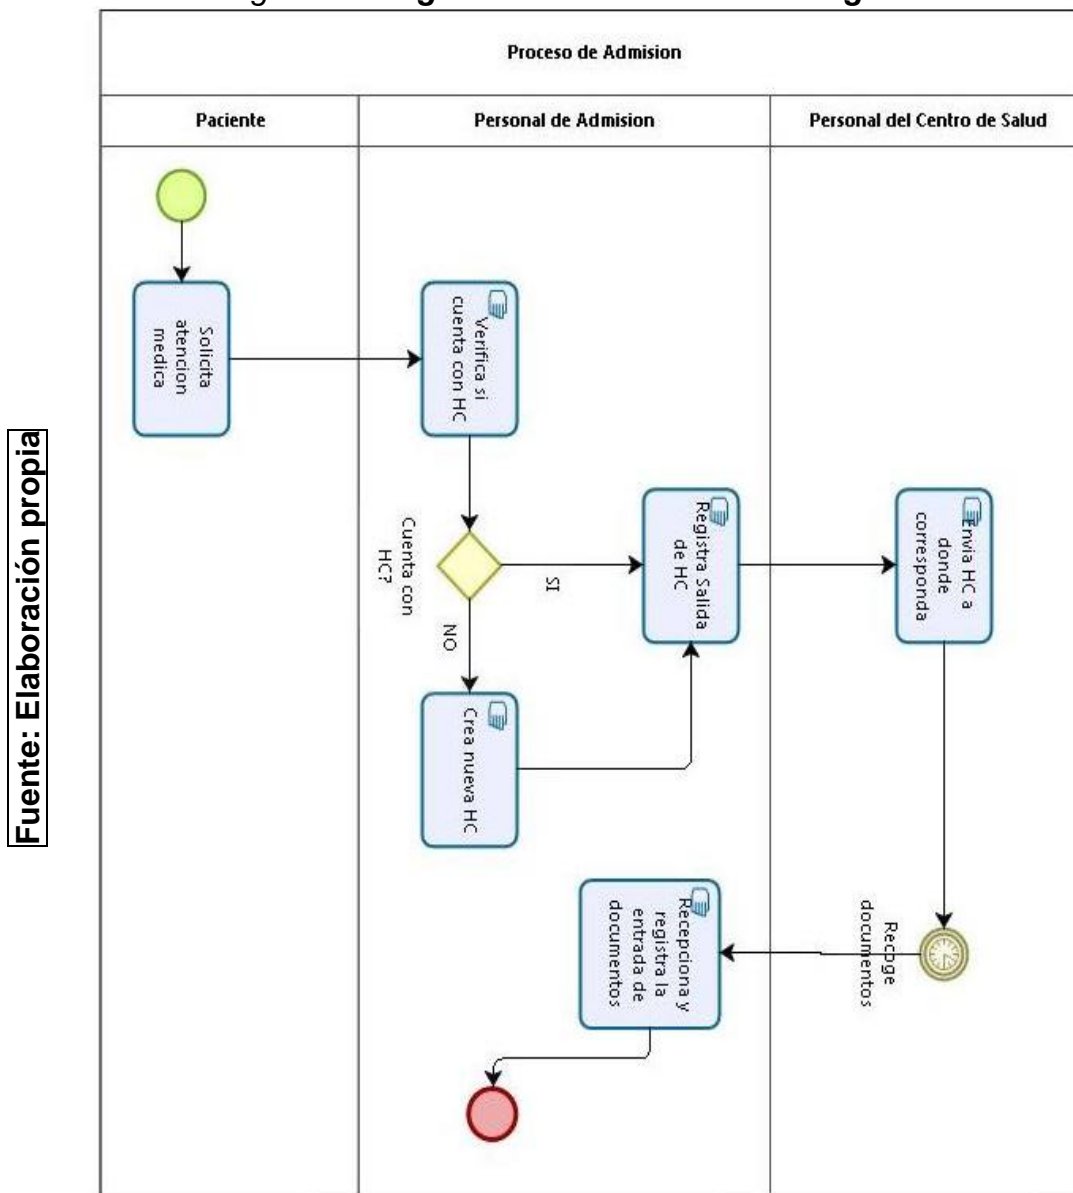 Proceso de Admision
Paciente
Personal de Admision
Personal del Centro de Salud
Solicita
atencion
medica
Verifica si
cuenta con HC
Cuenta con
HC?
SI
NO
Crea nueva HC
Registra Salida
de HC
Envia HC a
donde
corresponda
Recoge
documentos
Recepciona y
registra la
entrada de
documentos
Fuente: Elaboración propia